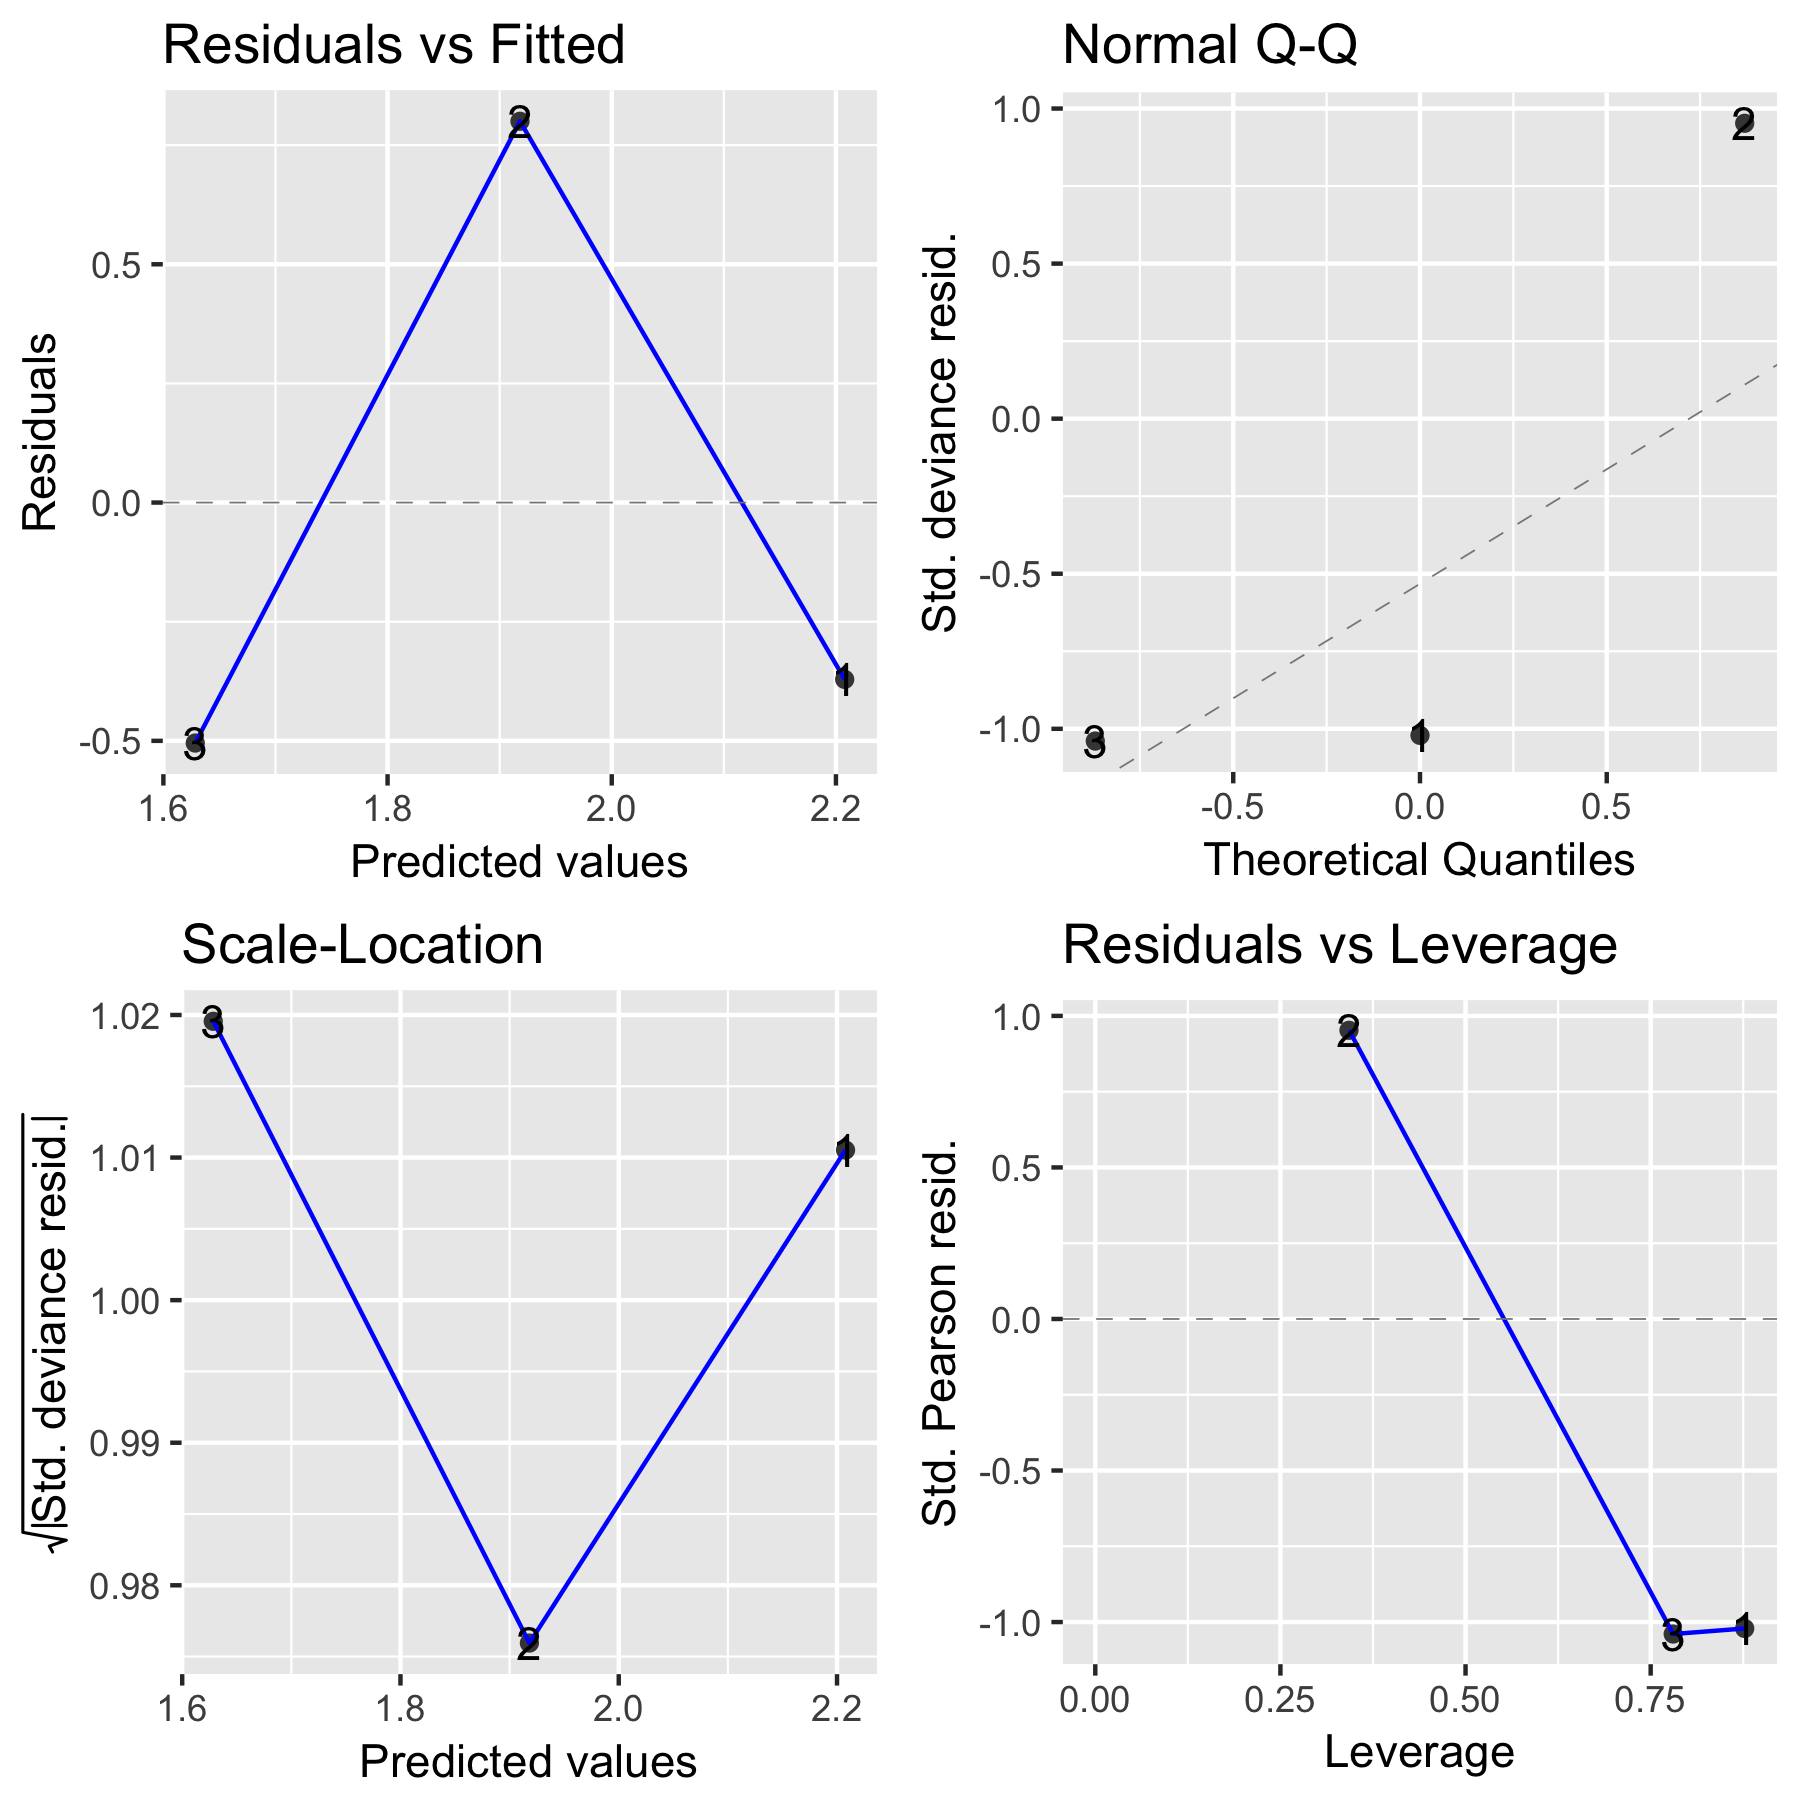 Residuals vs Fitted
Residuals
0.5
0.0
-0.5
2
3
1
1.6 1.8 2.0 2.2
Predicted values
Normal Q-Q
Std. deviance resid.
1.0
0.5
0.0
-0.5
-1.0
2
3
1
-0.5 0.0 0.5
Theoretical Quantiles
Scale-Location
√|Std. deviance resid.|
1.02
1.01
1.00
0.99
0.98
3
1
2
1.6 1.8 2.0 2.2
Predicted values
Residuals vs Leverage
Std. Pearson resid.
1.0
0.5
0.0
-0.5
-1.0
2
3
1
0.00 0.25 0.50 0.75
Leverage